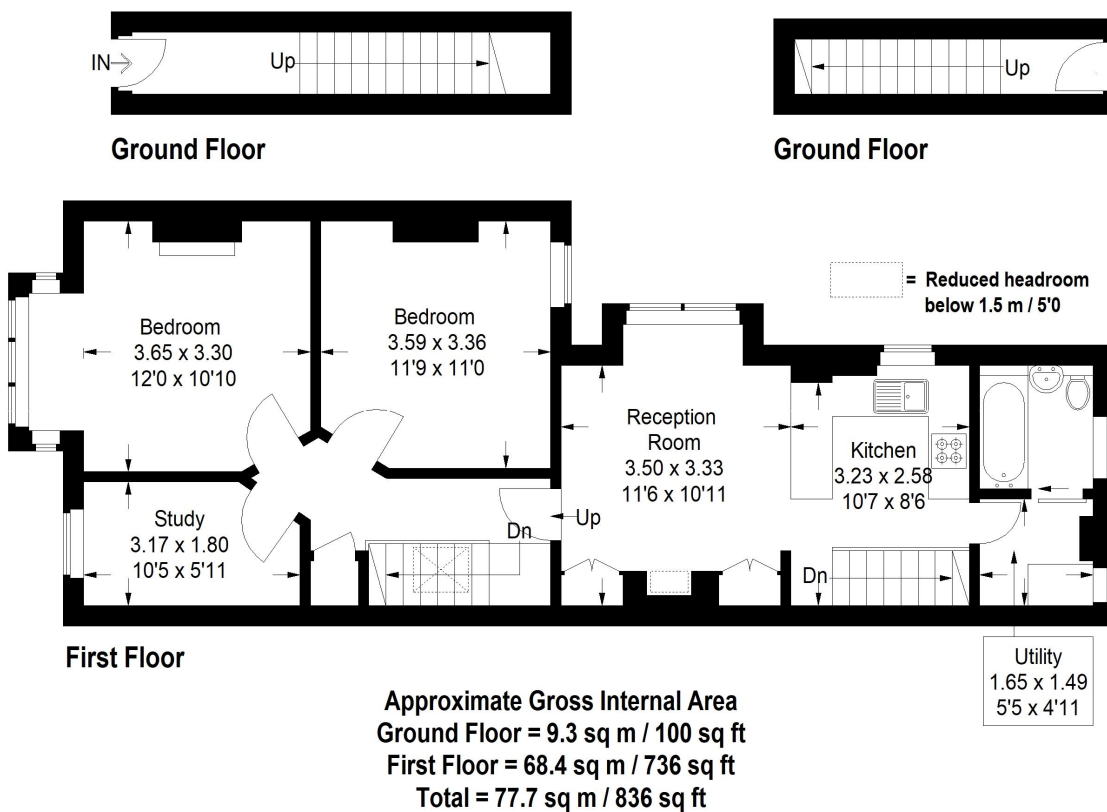 IN
Up
Up
Ground Floor
Ground Floor
= Reduced headroom
below 1.5 m / 5'0
Bedroom
3.65 x 3.30
12'0 x 10'10
Bedroom
3.59 x 3.36
11'9 x 11'0
Reception
Room
3.50 x 3.33
11'6 x 10'11
Kitchen
3.23 x 2.58
10'7 x 8'6
Study
3.17 x 1.80
10'5 x 5'11
Up
Dn
Dn
First Floor
Utility
1.65 x 1.49
5'5 x 4'11
Approximate Gross Internal Area
Ground Floor = 9.3 sq m / 100 sq ft
First Floor = 68.4 sq m / 736 sq ft
Total = 77.7 sq m / 836 sq ft